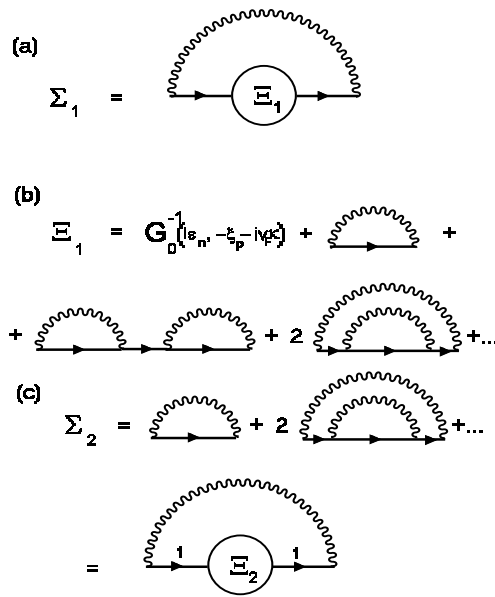 (a)
Σ1 = Ξ1
(b)
Ξ1 = G0^-1(iεn, −ξp− ivFκ) + +
+ + 2 +...
(c)
Σ2 = + 2 +...
= 1 Ξ2 1